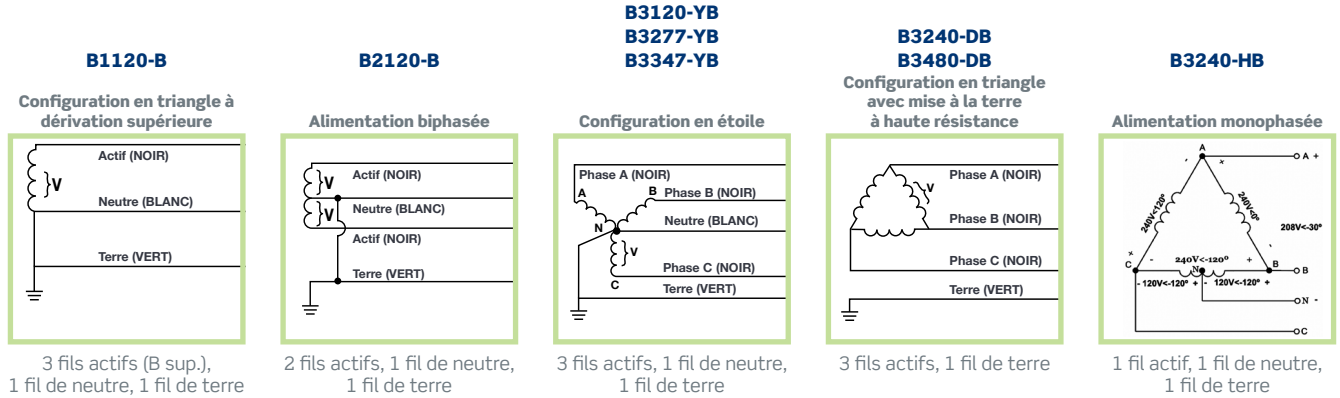 B1120-B
Configuration en triangle à
dérivation supérieure
Actif (NOIR)
V
Neutre (BLANC)
Terre (VERT)
3 fils actifs (B sup.),
1 fil de neutre, 1 fil de terre
B2120-B
Alimentation biphasée
V
Actif (NOIR)
Neutre (BLANC)
V
Actif (NOIR)
Terre (VERT)
2 fils actifs, 1 fil de neutre,
1 fil de terre
B3120-YB
B3277-YB
B3347-YB
Configuration en étoile
Phase A (NOIR)
A
B
Phase B (NOIR)
N
Neutre (BLANC)
V
Phase C (NOIR)
C
Terre (VERT)
3 fils actifs, 1 fil de neutre,
1 fil de terre
B3240-DB
B3480-DB
Configuration en triangle
avec mise à la terre
à haute résistance
Phase A (NOIR)
V
Phase B (NOIR)
Phase C (NOIR)
Terre (VERT)
3 fils actifs, 1 fil de terre
B3240-HB
Alimentation monophasée
A
- +
A +
240V<120°
240V<0°
208V<-30°
+ -
C - 240V<-120° + B
N
B
- 120V<-120° + - 120V<-120° +
N -
C
1 fil actif, 1 fil de neutre,
1 fil de terre